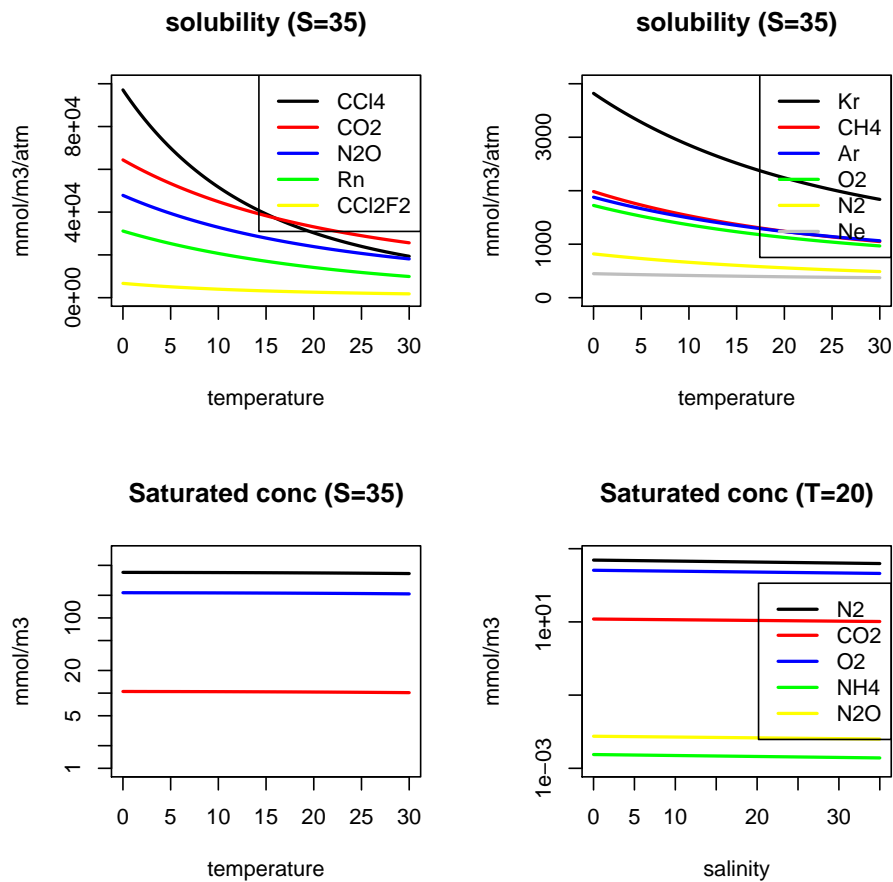 solubility (S=35)
mmol/m3/atm
0e+00 4e+04 8e+04
CCl4
CO2
N2O
Rn
CCl2F2
0 5 10 15 20 25 30
temperature
solubility (S=35)
mmol/m3/atm
0 1000 3000
Kr
CH4
Ar
O2
N2
Ne
0 5 10 15 20 25 30
temperature
Saturated conc (S=35)
mmol/m3
1 5 20 100
0 5 10 15 20 25 30
temperature
Saturated conc (T=20)
mmol/m3
1e−03 1e+01
N2
CO2
O2
NH4
N2O
0 5 10 20 30
salinity